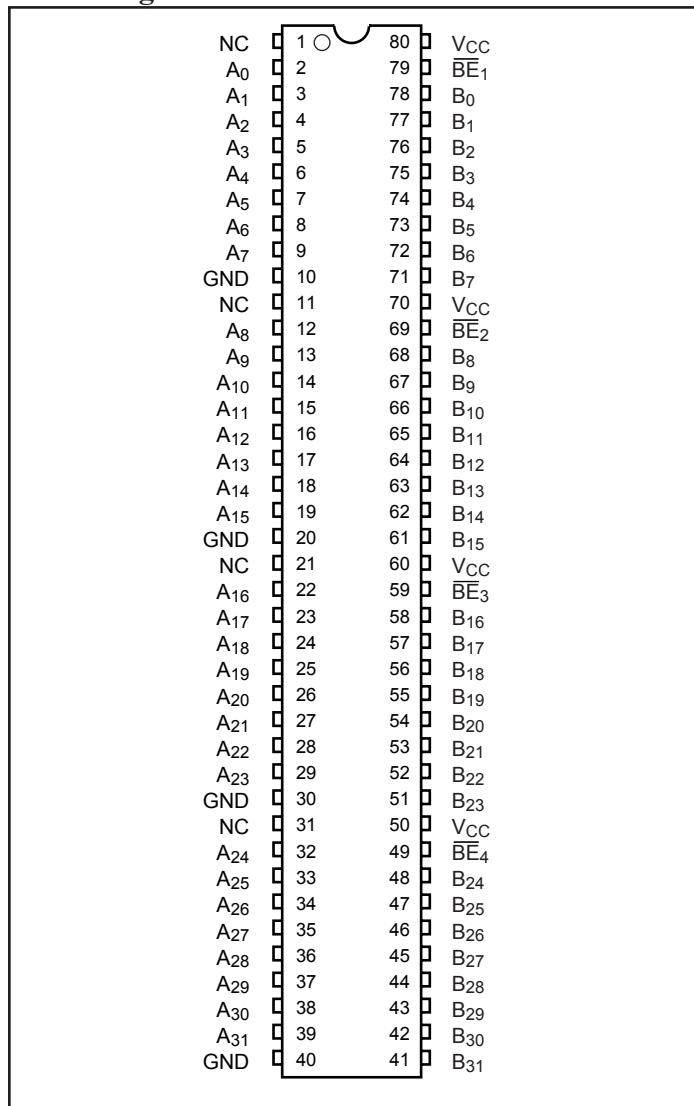 NC 1 80 VCC
A0 2 79 B̅E̅1
A1 3 78 B0
A2 4 77 B1
A3 5 76 B2
A4 6 75 B3
A5 7 74 B4
A6 8 73 B5
A7 9 72 B6
GND 10 71 B7
NC 11 70 VCC
A8 12 69 B̅E̅2
A9 13 68 B8
A10 14 67 B9
A11 15 66 B10
A12 16 65 B11
A13 17 64 B12
A14 18 63 B13
A15 19 62 B14
GND 20 61 B15
NC 21 60 VCC
A16 22 59 B̅E̅3
A17 23 58 B16
A18 24 57 B17
A19 25 56 B18
A20 26 55 B19
A21 27 54 B20
A22 28 53 B21
A23 29 52 B22
GND 30 51 B23
NC 31 50 VCC
A24 32 49 B̅E̅4
A25 33 48 B24
A26 34 47 B25
A27 35 46 B26
A28 36 45 B27
A29 37 44 B28
A30 38 43 B29
A31 39 42 B30
GND 40 41 B31